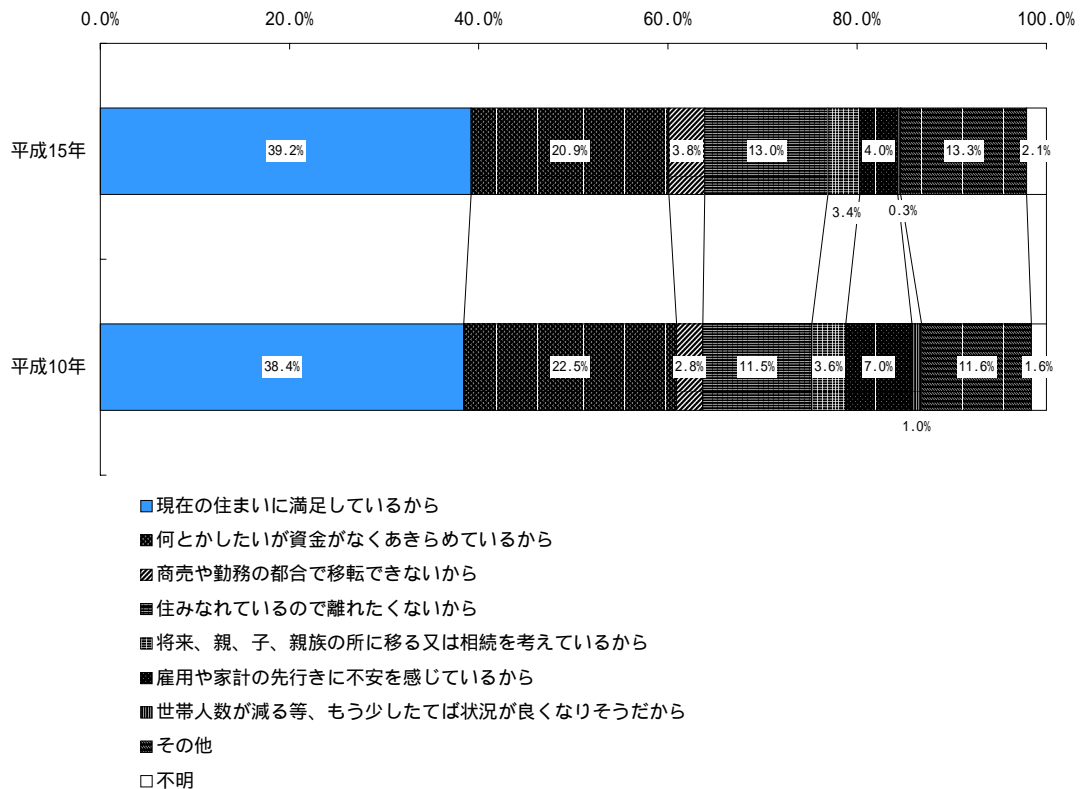 0.0% 20.0% 40.0% 60.0% 80.0% 100.0%
平成15年 39.2% 20.9% 3.8% 13.0% 4.0% 13.3% 2.1%
3.4% 0.3%
平成10年 38.4% 22.5% 2.8% 11.5% 3.6% 7.0% 11.6% 1.6%
1.0%
現在の住まいに満足しているから
何とかしたいが資金がなくあきらめているから
商売や勤務の都合で移転できないから
住みなれているので離れたくないから
将来、親、子、親族の所に移る又は相続を考えているから
雇用や家計の先行きに不安を感じているから
世帯人数が減る等、もう少したてば状況が良くなりそうだから
その他
不明